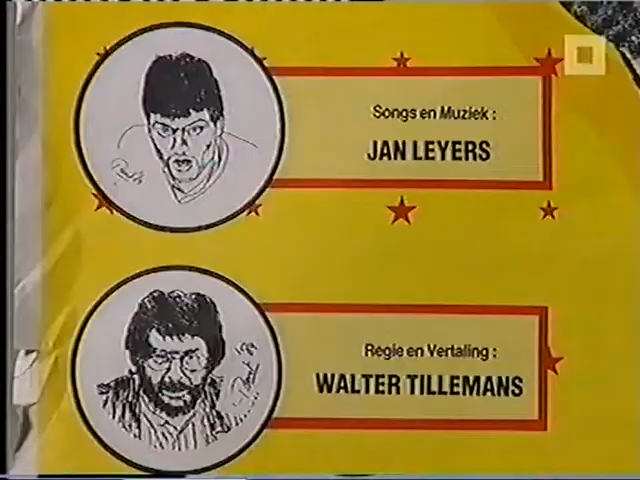 Songs en Muziek :
JAN LEYERS
Regie en Vertaling :
WALTER TILLEMANS